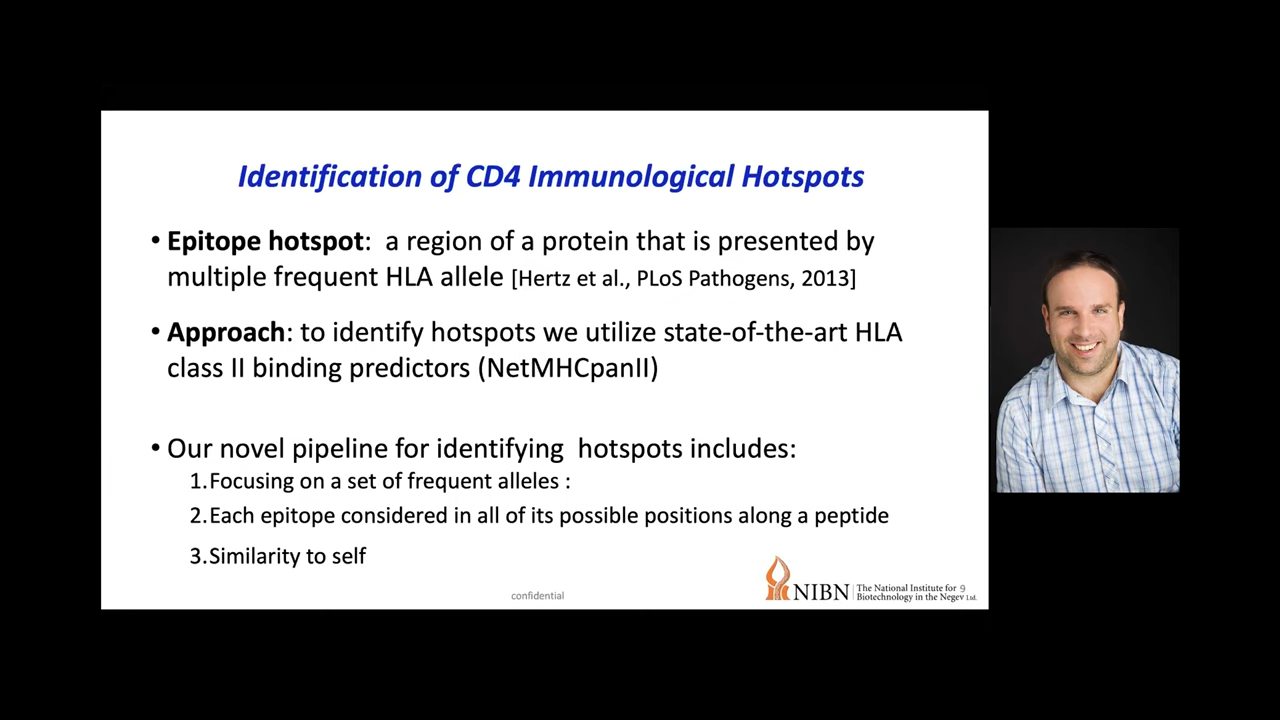 Identification of CD4 Immunological Hotspots
• Epitope hotspot:  a region of a protein that is presented by
multiple frequent HLA allele [Hertz et al., PLoS Pathogens, 2013]
• Approach: to identify hotspots we utilize state-of-the-art HLA
class II binding predictors (NetMHCpanII)
• Our novel pipeline for identifying  hotspots includes:
1.Focusing on a set of frequent alleles :
2.Each epitope considered in all of its possible positions along a peptide
3.Similarity to self
confidential
NIBN
The National Institute for
Biotechnology in the Negev Ltd.
9